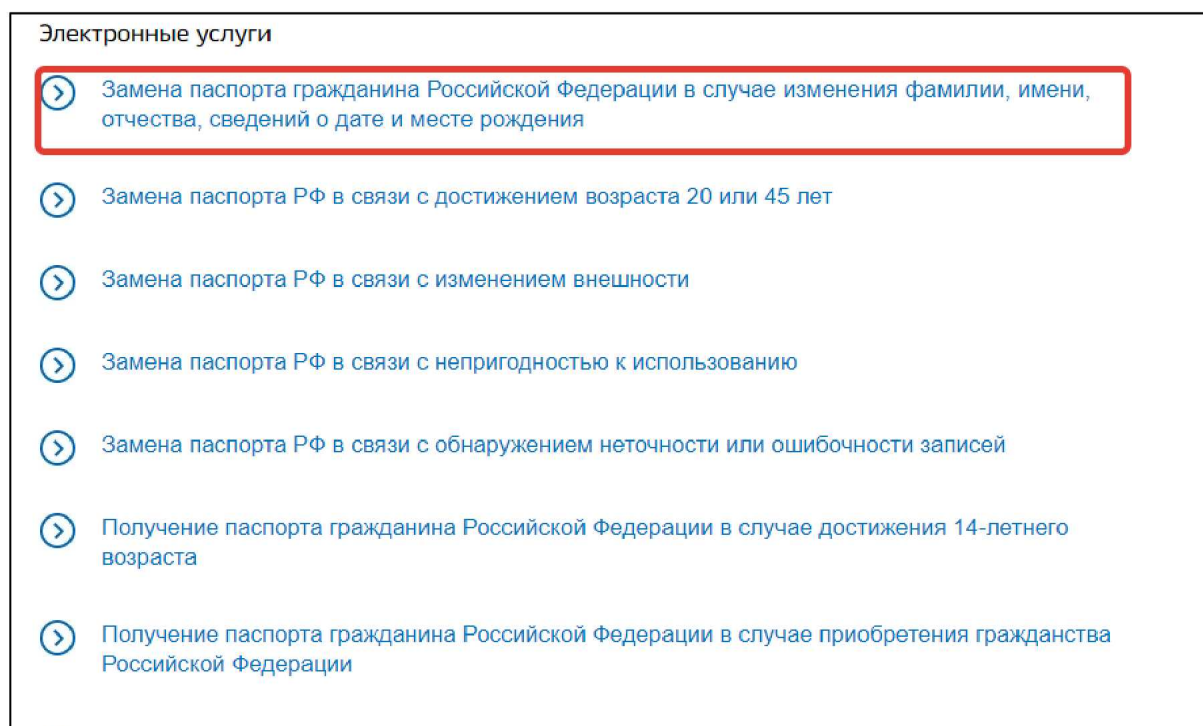 Электронные услуги
Замена паспорта гражданина Российской Федерации в случае изменения фамилии, имени,
отчества, сведений о дате и месте рождения
Замена паспорта РФ в связи с достижением возраста 20 или 45 лет
Замена паспорта РФ в связи с изменением внешности
Замена паспорта РФ в связи с непригодностью к использованию
Замена паспорта РФ в связи с обнаружением неточности или ошибочности записей
Получение паспорта гражданина Российской Федерации в случае достижения 14-летнего
возраста
Получение паспорта гражданина Российской Федерации в случае приобретения гражданства
Российской Федерации